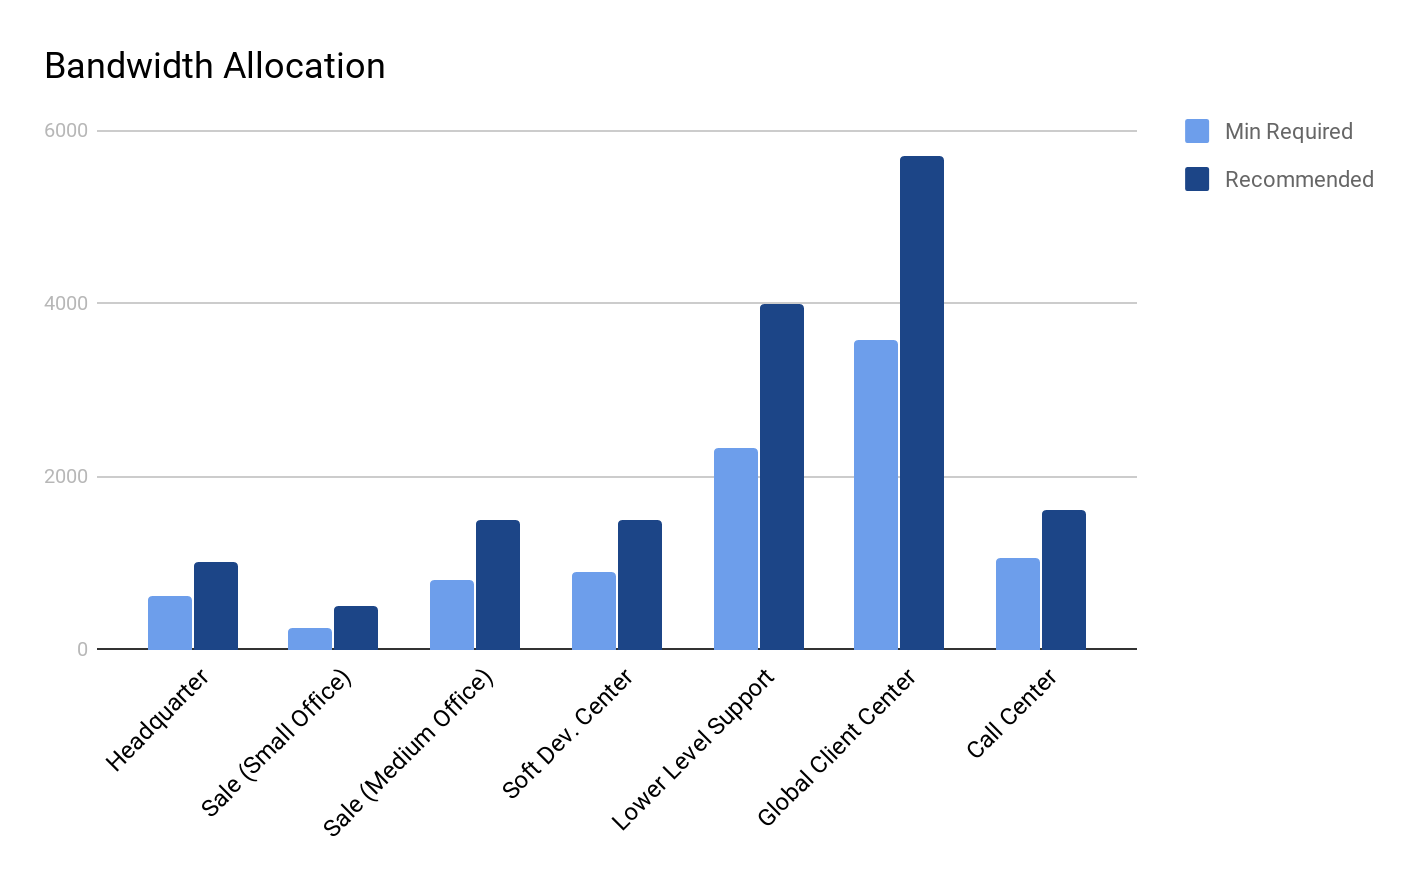 Bandwidth Allocation
6000
4000
2000
0
Min Required
Recommended
Headquarter
Sale (Small Office)
Sale (Medium Office)
Soft Dev. Center
Lower Level Support
Global Client Center
Call Center